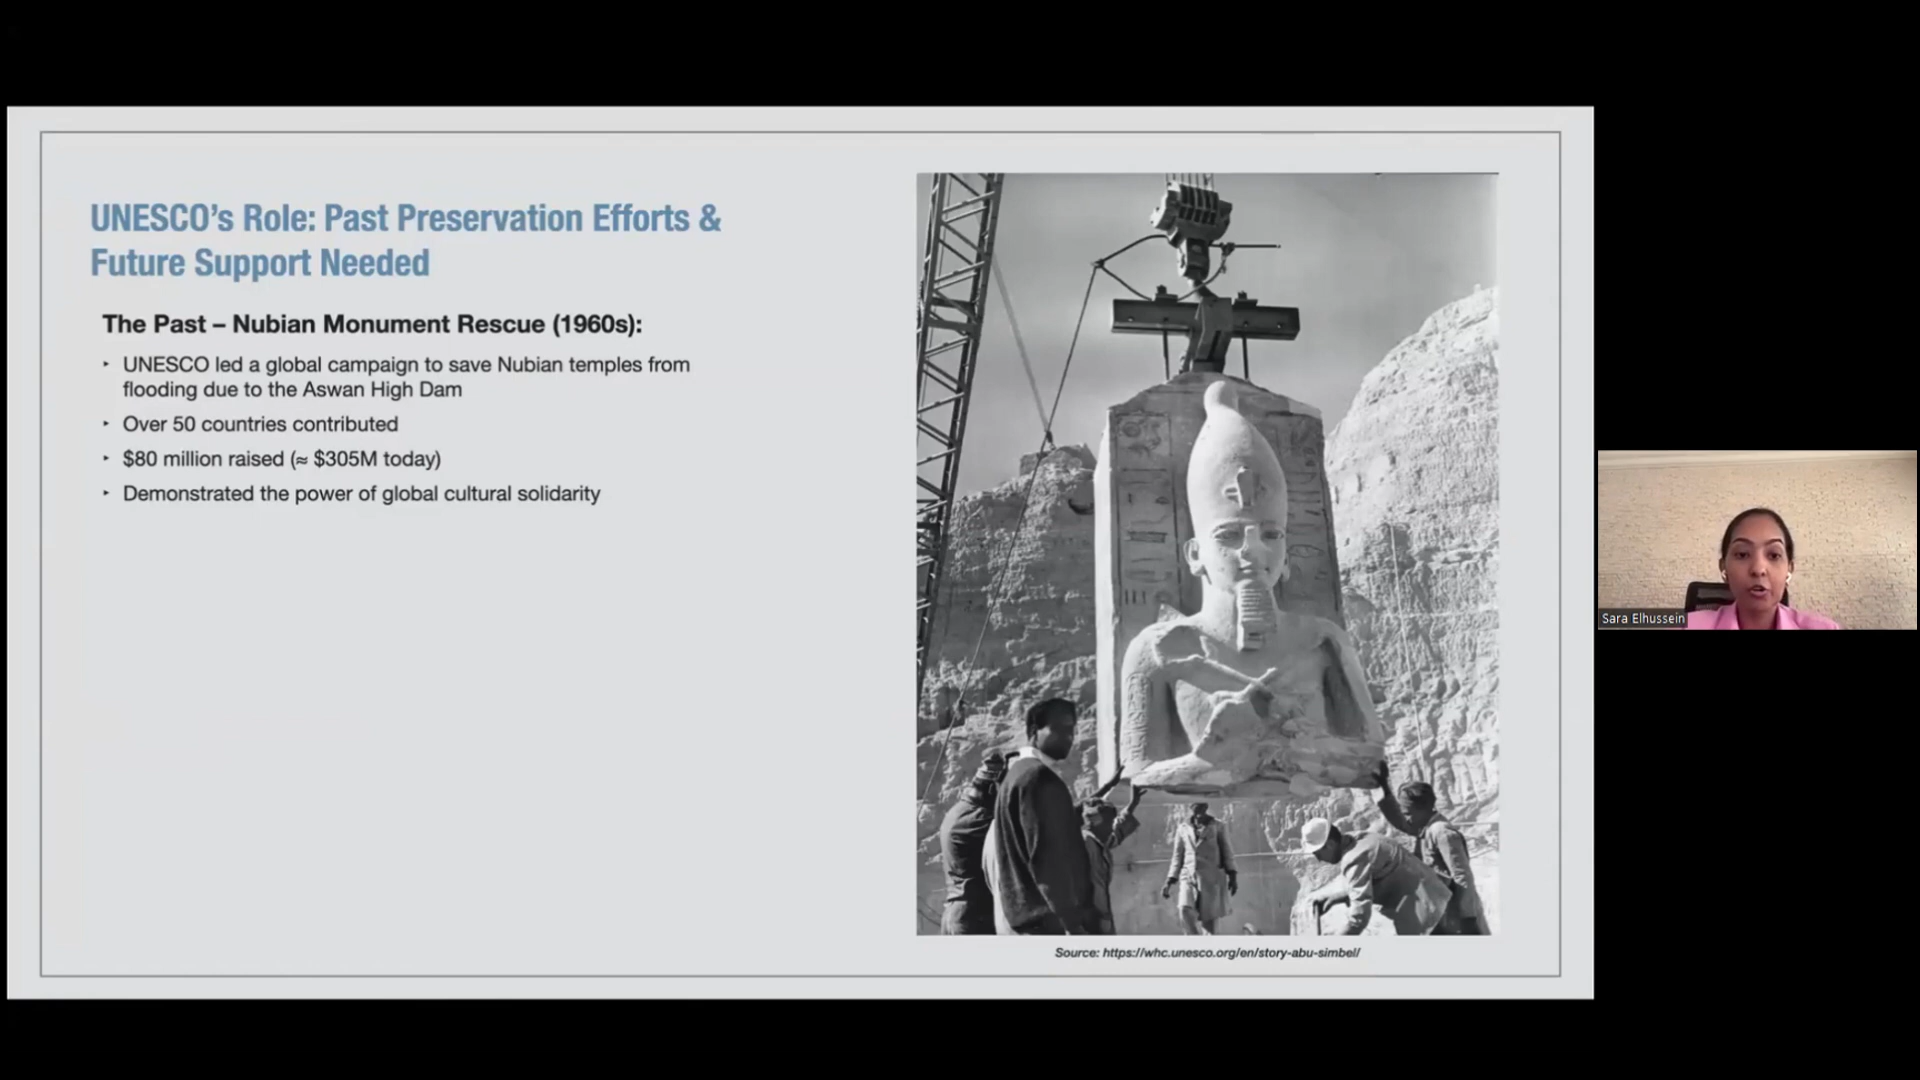 UNESCO’s Role: Past Preservation Efforts &
Future Support Needed
The Past – Nubian Monument Rescue (1960s):
‣ UNESCO led a global campaign to save Nubian temples from
flooding due to the Aswan High Dam
‣ Over 50 countries contributed
‣ $80 million raised (≈ $305M today)
‣ Demonstrated the power of global cultural solidarity
Source: https://whc.unesco.org/en/story-abu-simbel/
Sara Elhussein